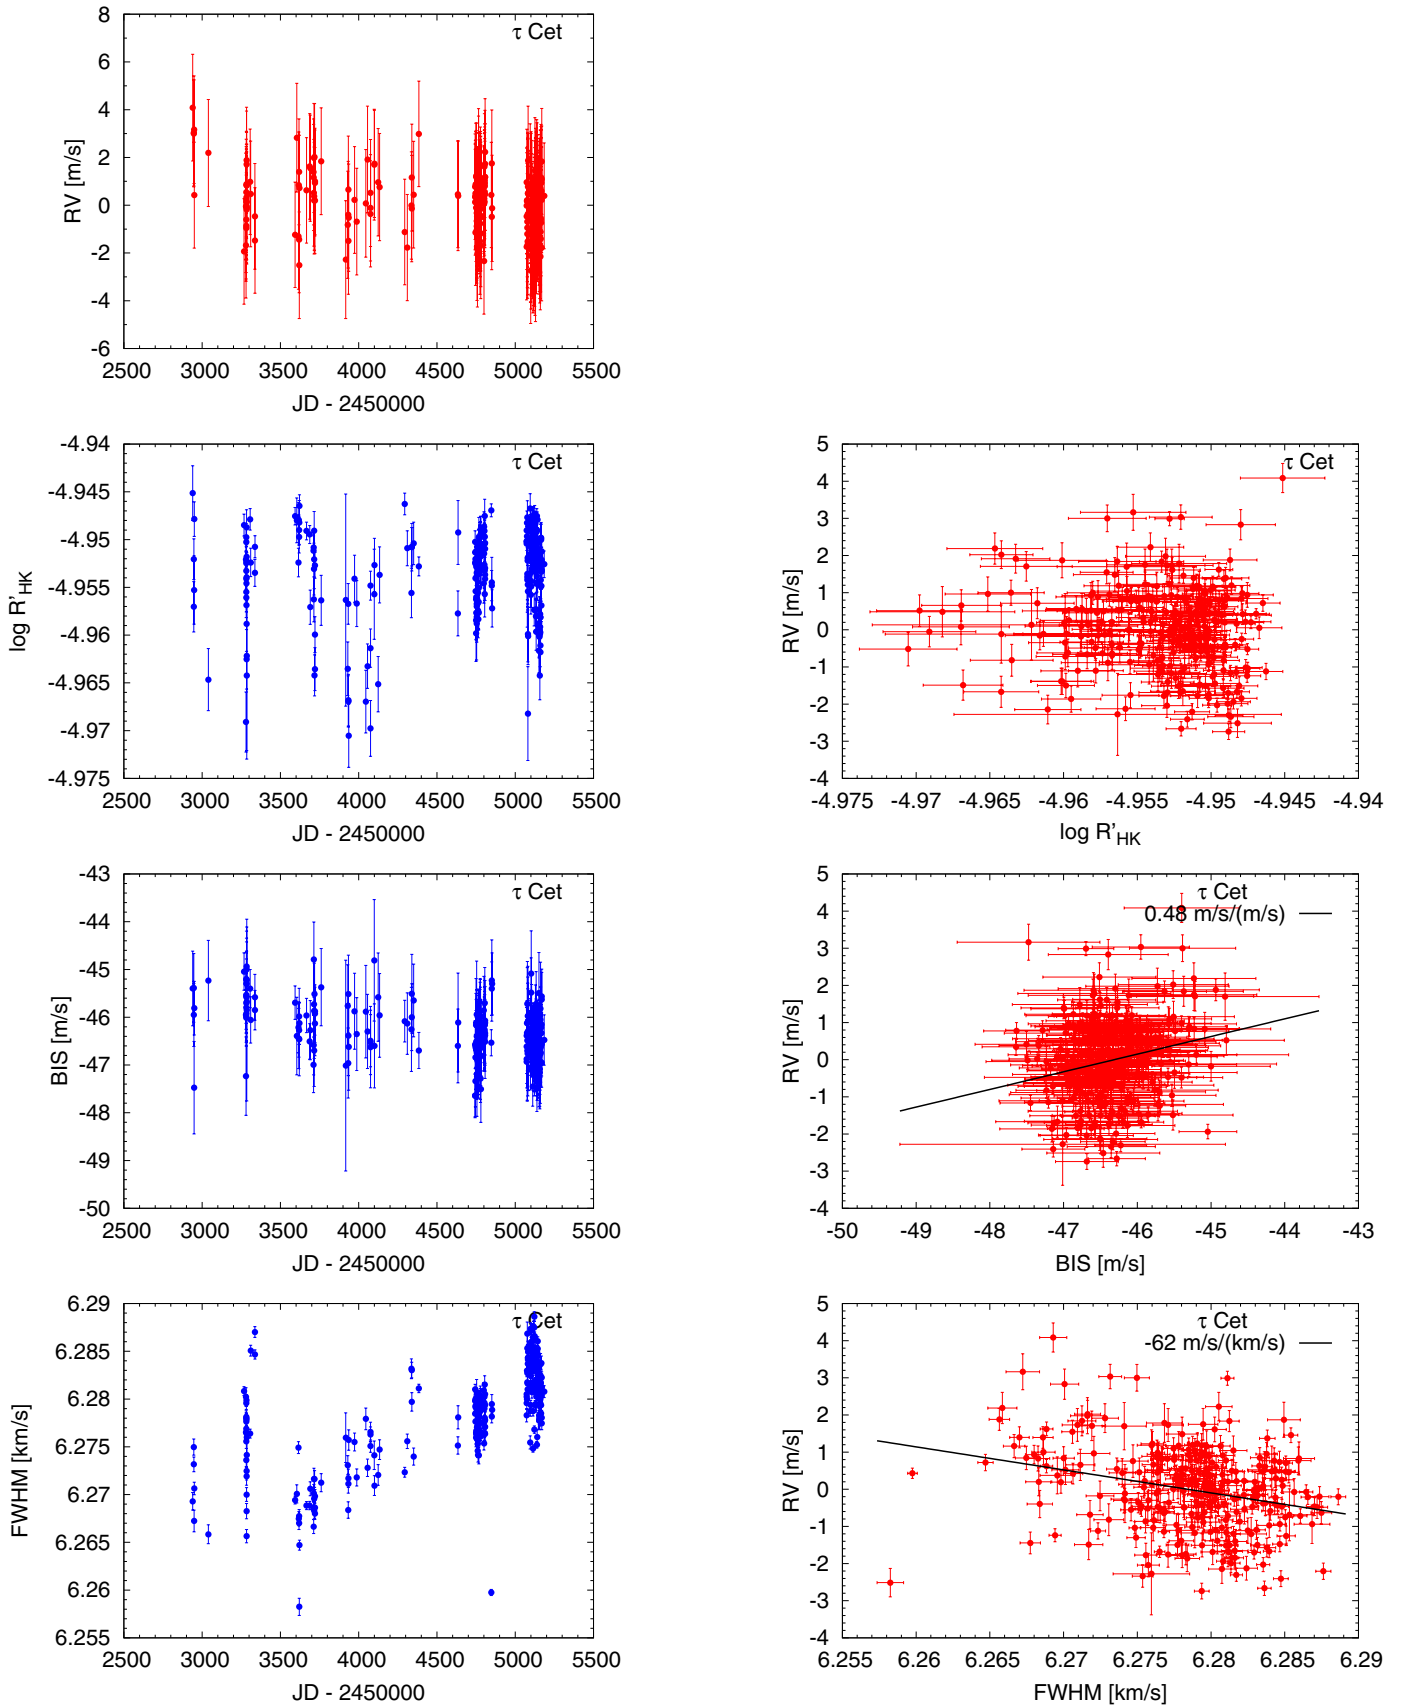 8
6
4
2
0
-2
-4
-6
RV [m/s]
τ Cet
2500 3000 3500 4000 4500 5000 5500
JD - 2450000
-4.94
-4.945
-4.95
-4.955
-4.96
-4.965
-4.97
-4.975
log R'HK
τ Cet
2500 3000 3500 4000 4500 5000 5500
JD - 2450000
5
4
3
2
1
0
-1
-2
-3
-4
RV [m/s]
τ Cet
-4.975 -4.97 -4.965 -4.96 -4.955 -4.95 -4.945 -4.94
log R'HK
-43
-44
-45
-46
-47
-48
-49
-50
BIS [m/s]
τ Cet
2500 3000 3500 4000 4500 5000 5500
JD - 2450000
5
4
3
2
1
0
-1
-2
-3
-4
RV [m/s]
τ Cet
0.48 m/s/(m/s)
-50 -49 -48 -47 -46 -45 -44 -43
BIS [m/s]
6.29
6.285
6.28
6.275
6.27
6.265
6.26
6.255
FWHM [km/s]
τ Cet
2500 3000 3500 4000 4500 5000 5500
JD - 2450000
5
4
3
2
1
0
-1
-2
-3
-4
RV [m/s]
τ Cet
-62 m/s/(km/s)
6.255 6.26 6.265 6.27 6.275 6.28 6.285 6.29
FWHM [km/s]